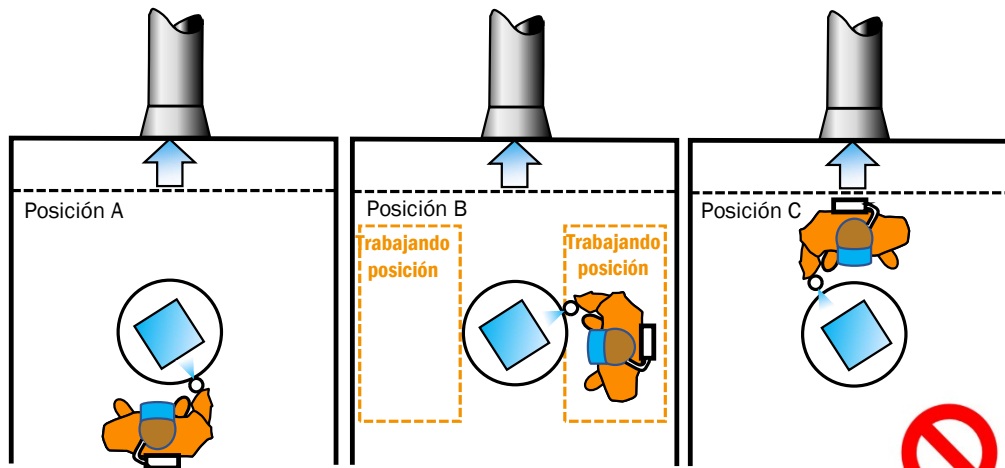 Posición A
Posición B
Posición C
Trabajando
posición
Trabajando
posición